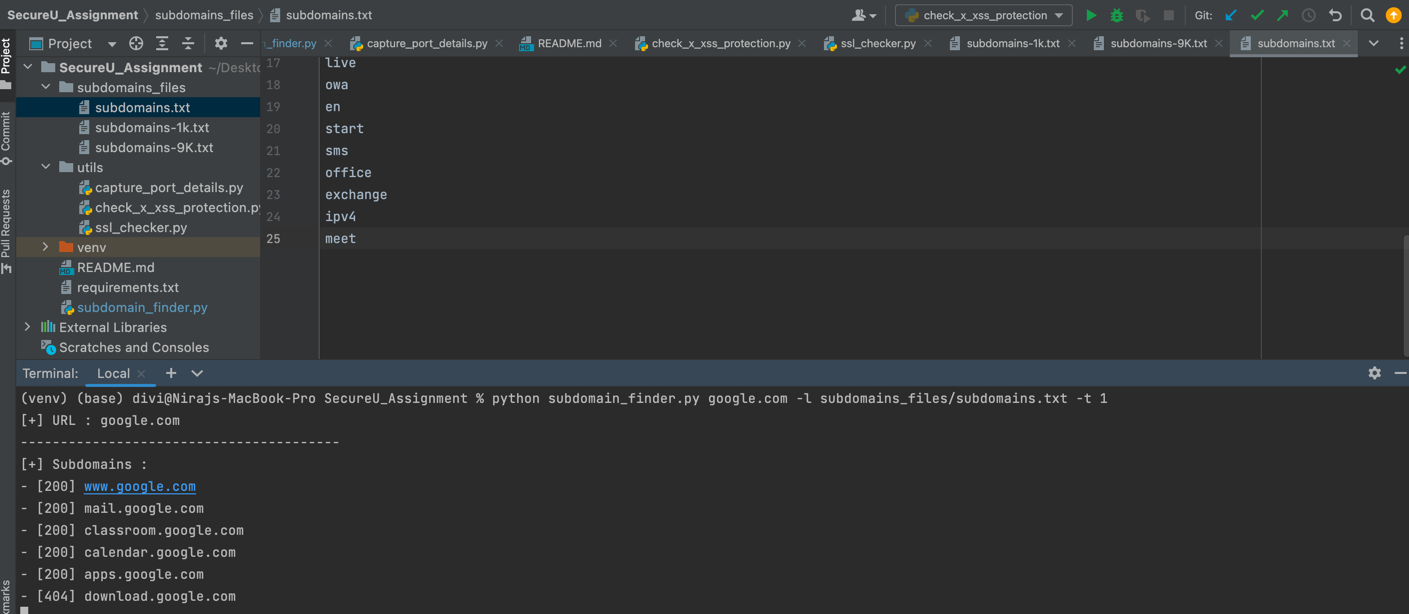 SecureU_Assignment 〉 subdomains_files 〉 subdomains.txt
check_x_xss_protection
Git:
Project
_finder.py
capture_port_details.py
README.md
check_x_xss_protection.py
ssl_checker.py
subdomains-1k.txt
subdomains-9K.txt
subdomains.txt
Project
Commit
Pull Requests
SecureU_Assignment ~/Deskto
subdomains_files
subdomains.txt
subdomains-1k.txt
subdomains-9K.txt
utils
capture_port_details.py
check_x_xss_protection.py
ssl_checker.py
venv
README.md
requirements.txt
subdomain_finder.py
External Libraries
Scratches and Consoles
17 live
18 owa
19 en
20 start
21 sms
22 office
23 exchange
24 ipv4
25 meet
Terminal: Local
(venv) (base) divi@Nirajs-MacBook-Pro SecureU_Assignment % python subdomain_finder.py google.com -l subdomains_files/subdomains.txt -t 1
[+] URL : google.com
----------------------------------------
[+] Subdomains :
- [200] www.google.com
- [200] mail.google.com
- [200] classroom.google.com
- [200] calendar.google.com
- [200] apps.google.com
- [404] download.google.com